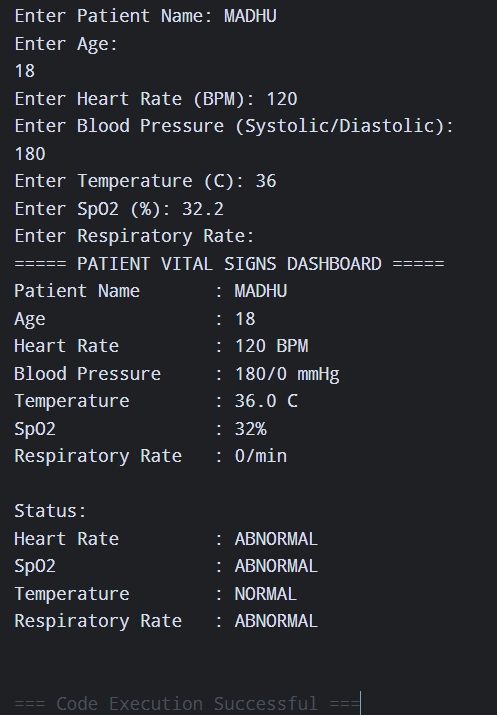 Enter Patient Name: MADHU
Enter Age:
18
Enter Heart Rate (BPM): 120
Enter Blood Pressure (Systolic/Diastolic):
180
Enter Temperature (C): 36
Enter SpO2 (%): 32.2
Enter Respiratory Rate:
===== PATIENT VITAL SIGNS DASHBOARD =====
Patient Name       : MADHU
Age                : 18
Heart Rate         : 120 BPM
Blood Pressure     : 180/0 mmHg
Temperature        : 36.0 C
SpO2               : 32%
Respiratory Rate   : 0/min

Status:
Heart Rate         : ABNORMAL
SpO2               : ABNORMAL
Temperature        : NORMAL
Respiratory Rate   : ABNORMAL

=== Code Execution Successful ===